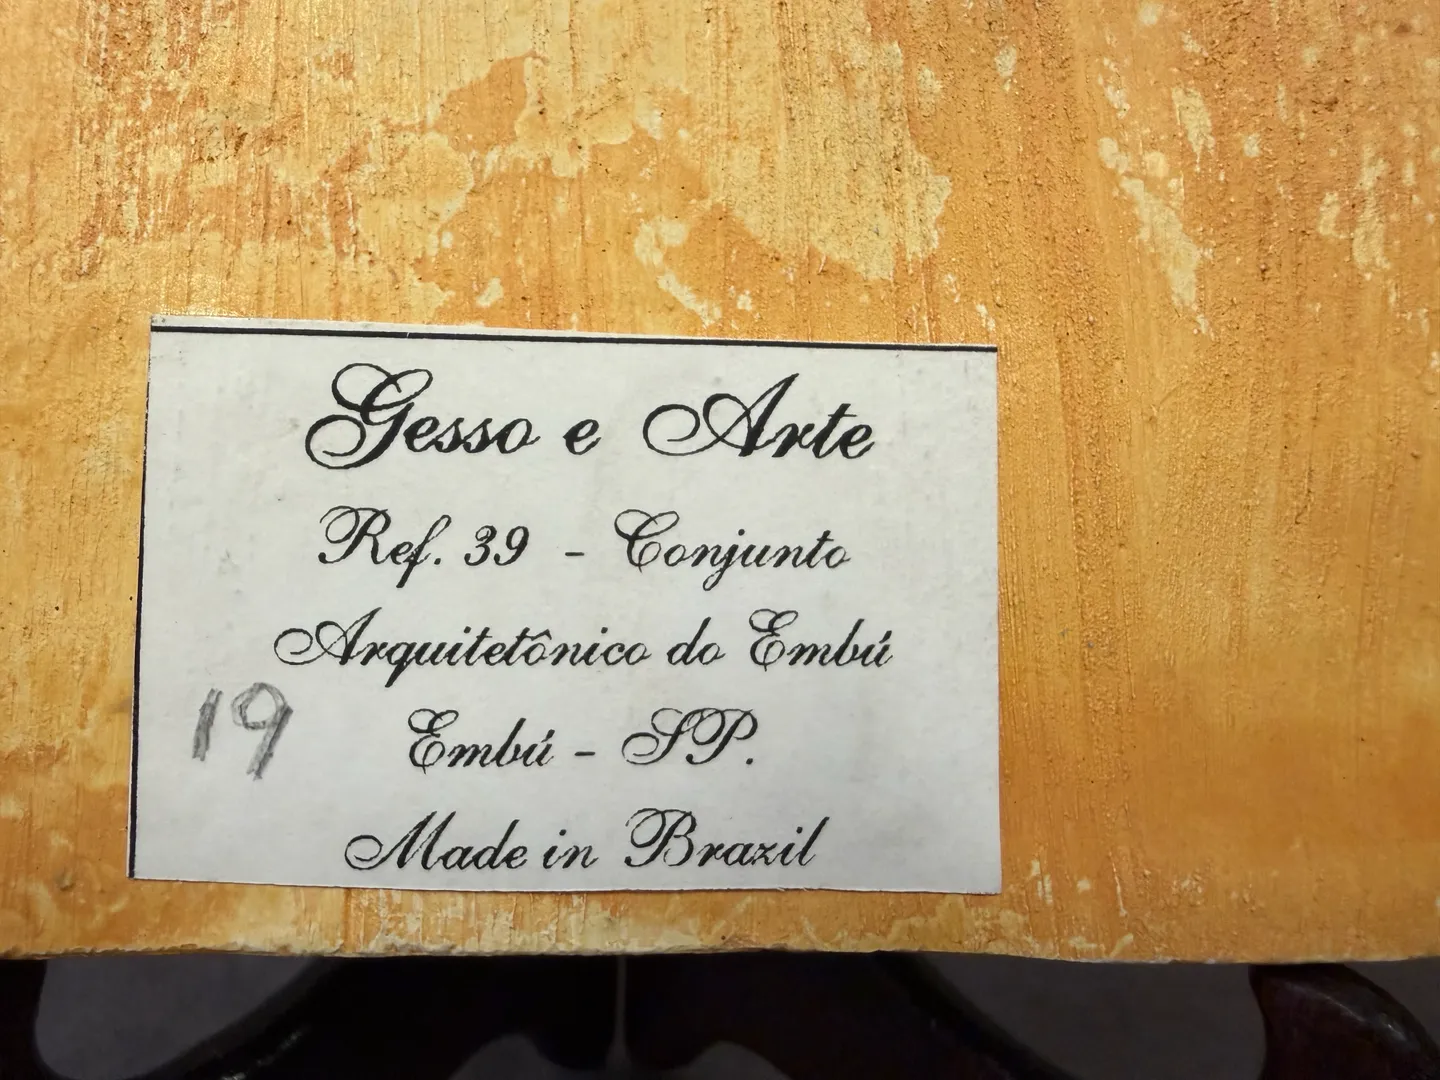 Gesso e Arte
Ref. 39 - Conjunto
Arquitetônico do Embú
19
Embú - SP.
Made in Brazil